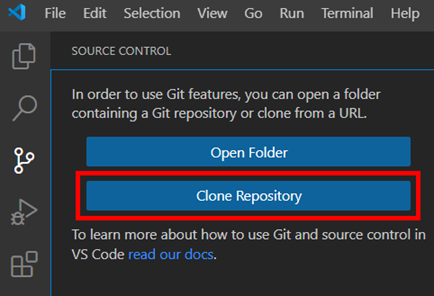 File Edit Selection View Go Run Terminal Help
SOURCE CONTROL
In order to use Git features, you can open a folder
containing a Git repository or clone from a URL.
Open Folder
Clone Repository
To learn more about how to use Git and source control in
VS Code read our docs.